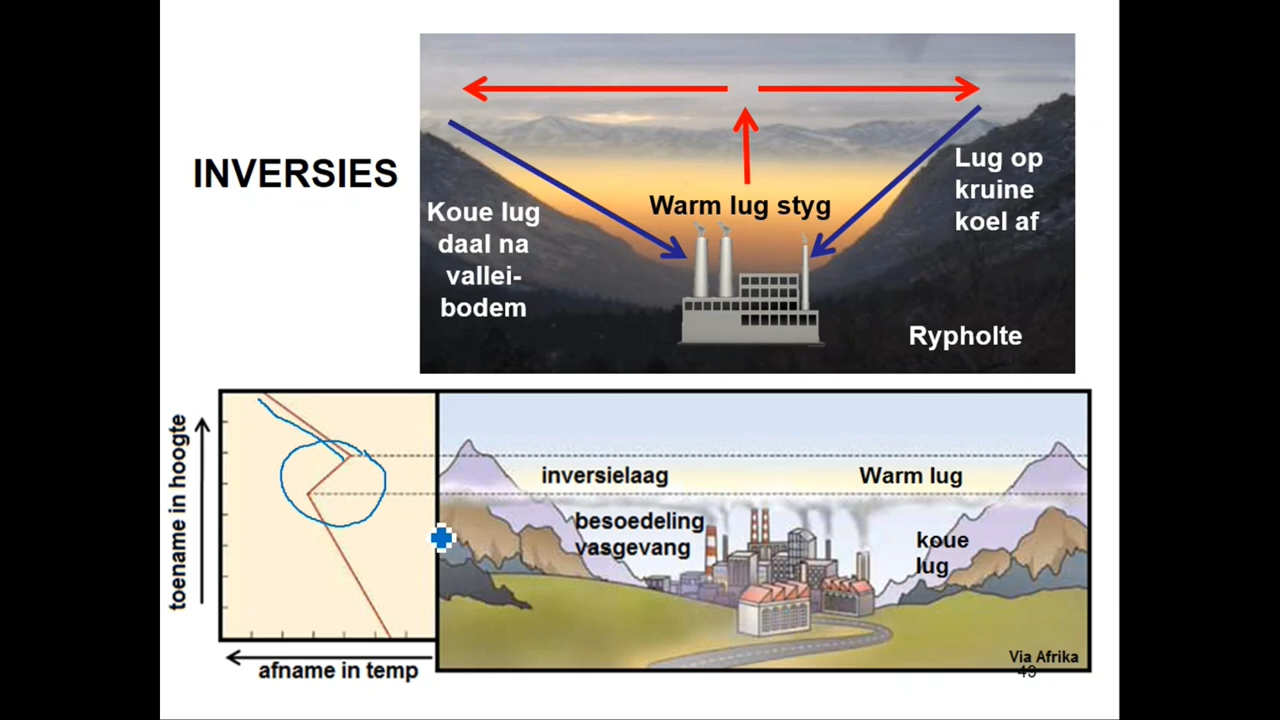 INVERSIES
Lug op
kruine
koel af
Warm lug styg
Koue lug
daal na
vallei-
bodem
Rypholte
toename in hoogte
inversielaag
Warm lug
besoedeling
vasgevang
koue
lug
Via Afrika
49
afname in temp